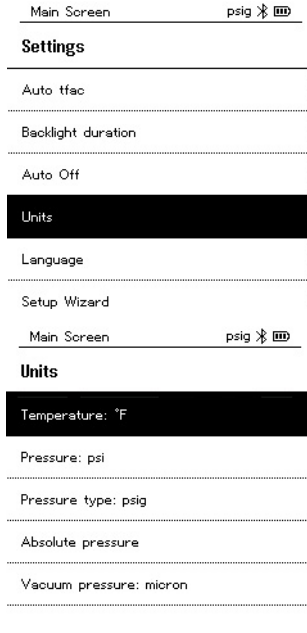 Main Screen psig
Settings
Auto tfac
Backlight duration
Auto Off
Units
Language
Setup Wizard
Main Screen psig
Units
Temperature: °F
Pressure: psi
Pressure type: psig
Absolute pressure
Vacuum pressure: micron